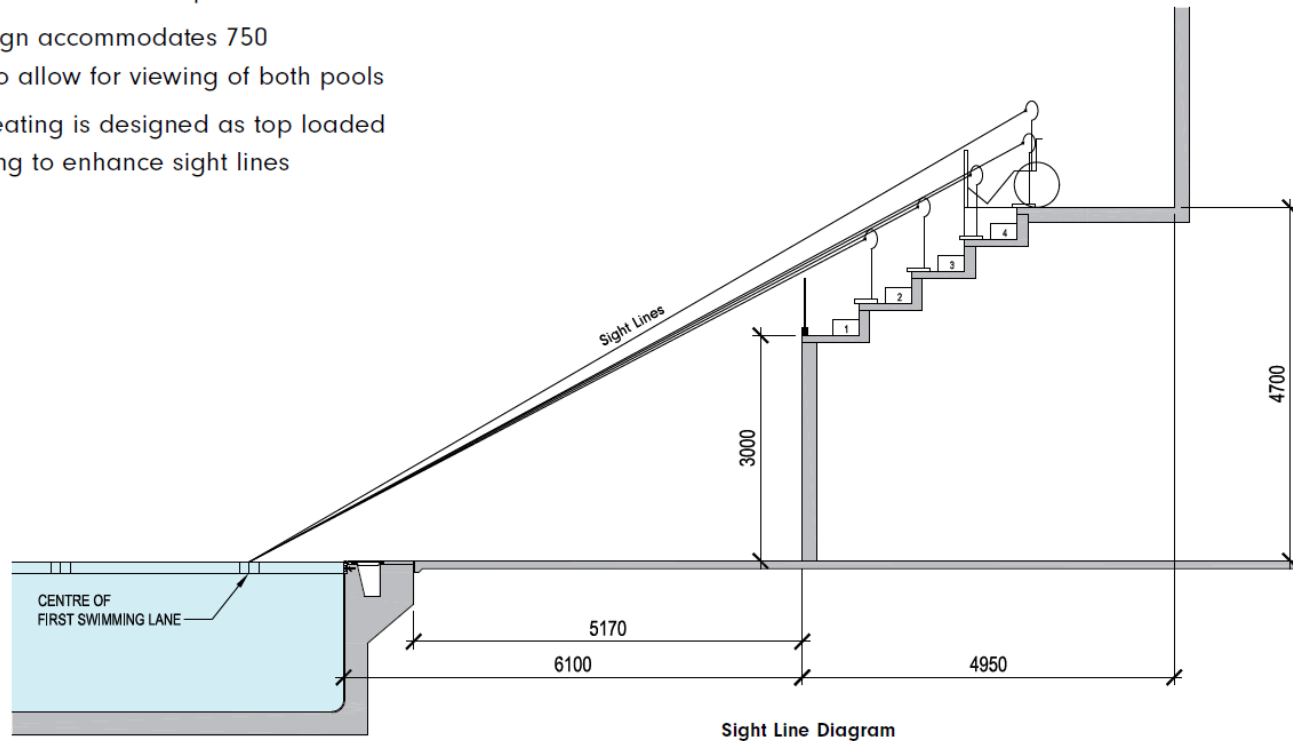 ign accommodates 750
o allow for viewing of both pools
eating is designed as top loaded
ng to enhance sight lines
Sight Lines
4
3
2
1
3000
4700
CENTRE OF
FIRST SWIMMING LANE
5170
6100
4950
Sight Line Diagram